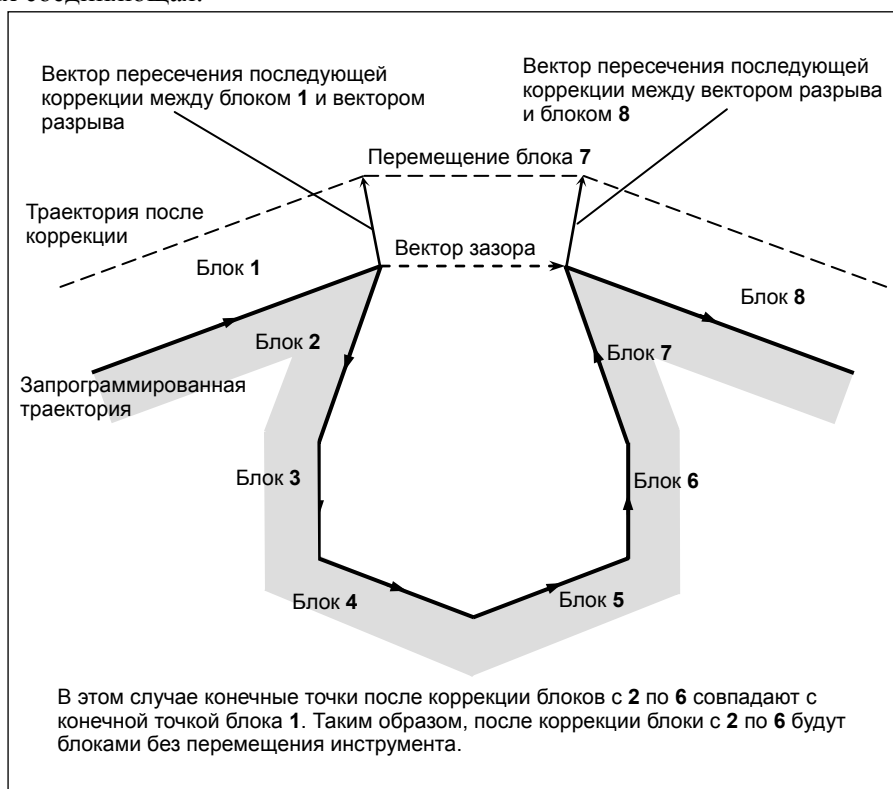 Вектор пересечения последующей
коррекции между блоком 1 и вектором
разрыва
Вектор пересечения последующей
коррекции между вектором разрыва
и блоком 8
Перемещение блока 7
Траектория после
коррекции
Вектор зазора
Блок 1
Блок 8
Блок 2
Блок 7
Запрограммированная
траектория
Блок 3
Блок 6
Блок 4
Блок 5
В этом случае конечные точки после коррекции блоков с 2 по 6 совпадают с
конечной точкой блока 1. Таким образом, после коррекции блоки с 2 по 6 будут
блоками без перемещения инструмента.